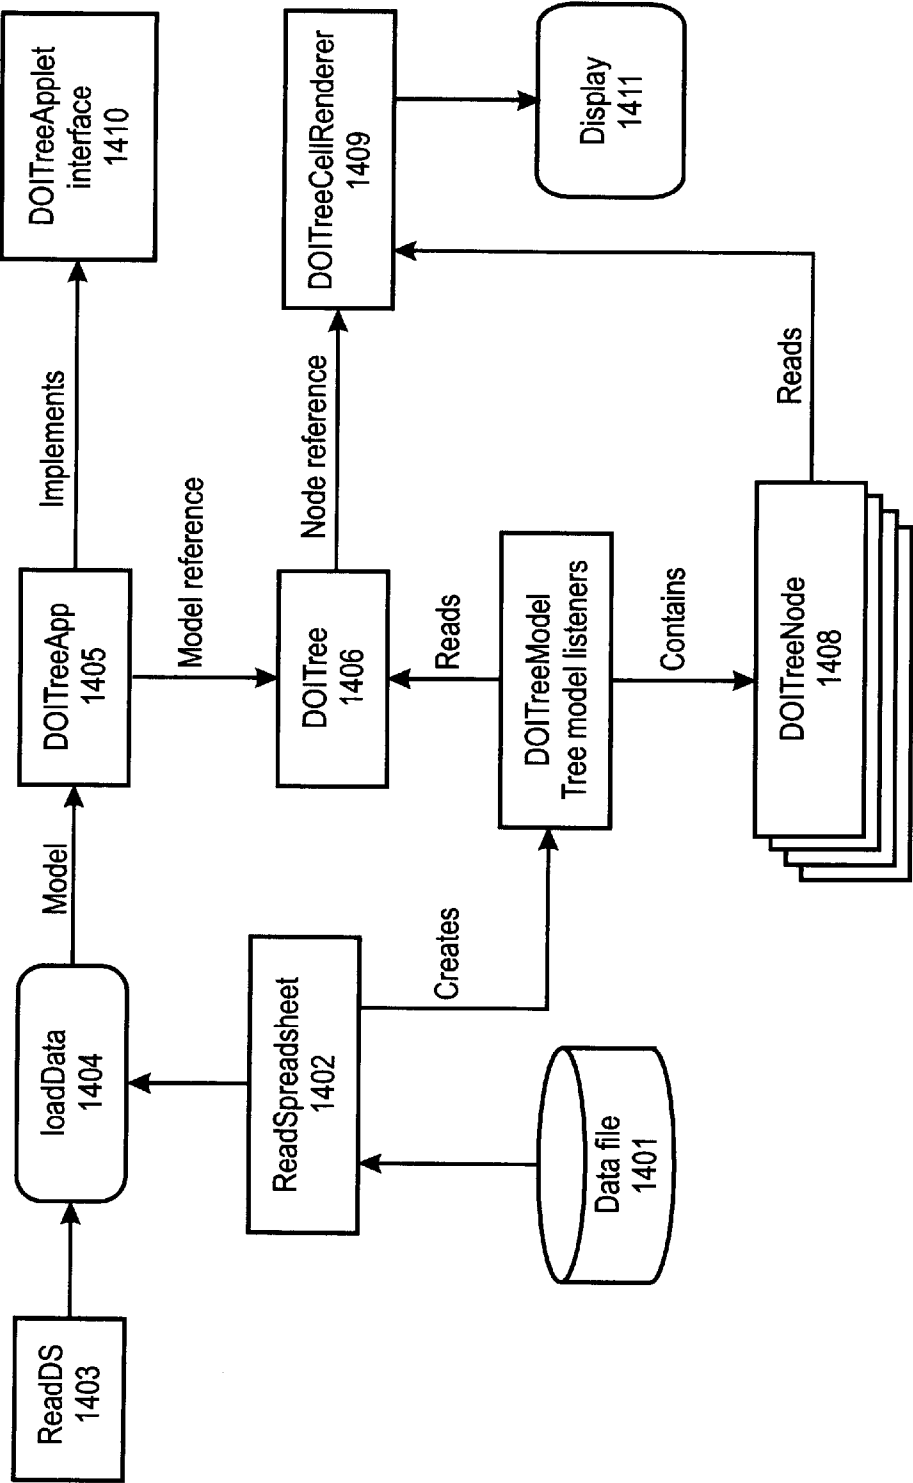 ReadDS
1403
loadData
1404
Model
DOITreeApp
1405
Implements
DOITreeApplet
interface
1410
ReadSpreadsheet
1402
Model reference
DOITree
1406
Node reference
DOITreeCellRenderer
1409
Data file
1401
Creates
Reads
DOITreeModel
Tree model listeners
Display
1411
Contains
DOITreeNode
1408
Reads